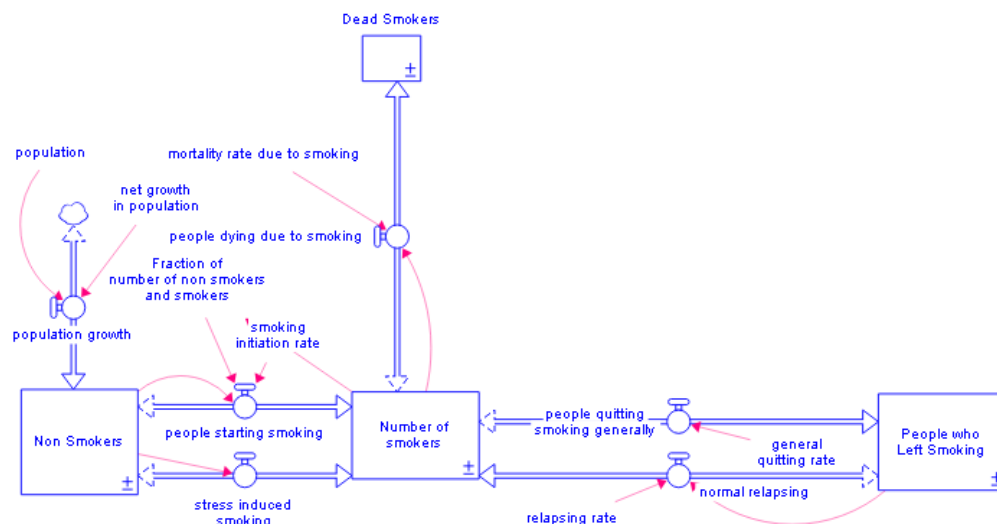 Dead Smokers
population
mortality rate due to smoking
net growth
in population
people dying due to smoking
Fraction of
number of non smokers
and smokers
population growth
smoking
initiation rate
Non Smokers
people starting smoking
Number of
smokers
people quitting
smoking generally
general
quitting rate
People who
Left Smoking
stress induced
smoking
relapsing rate
normal relapsing